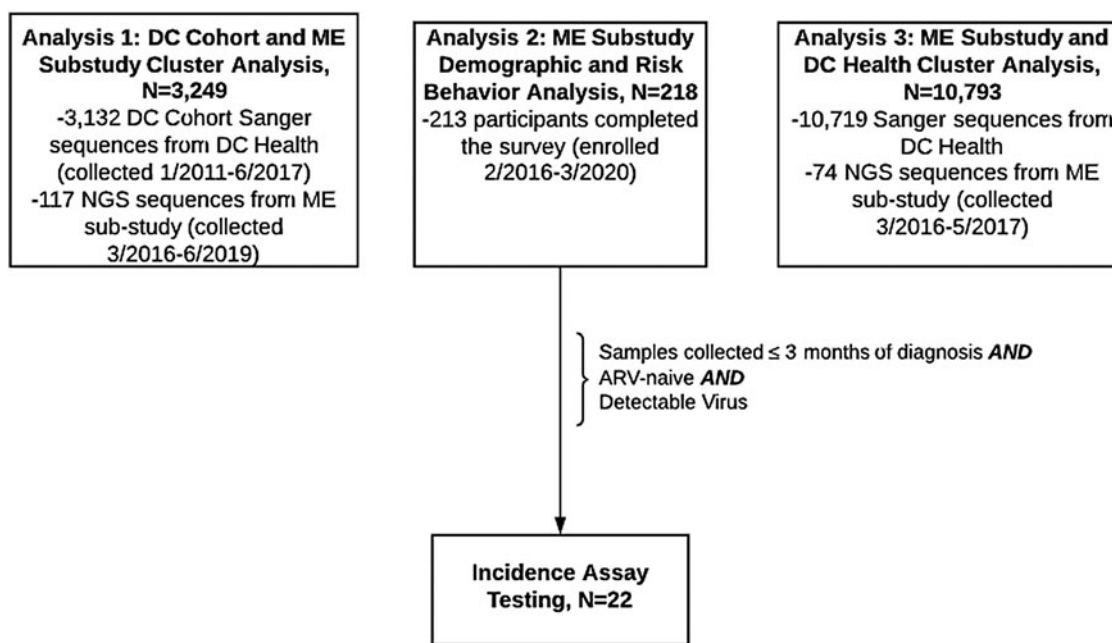 Analysis 1: DC Cohort and ME
Substudy Cluster Analysis,
N=3,249
-3,132 DC Cohort Sanger
sequences from DC Health
(collected 1/2011-6/2017)
-117 NGS sequences from ME
sub-study (collected
3/2016-6/2019)
Analysis 2: ME Substudy
Demographic and Risk
Behavior Analysis, N=218
-213 participants completed
the survey (enrolled
2/2016-3/2020)
Analysis 3: ME Substudy and
DC Health Cluster Analysis,
N=10,793
-10,719 Sanger sequences from
DC Health
-74 NGS sequences from ME
sub-study (collected
3/2016-5/2017)
Samples collected ≤ 3 months of diagnosis AND
ARV-naive AND
Detectable Virus
Incidence Assay
Testing, N=22